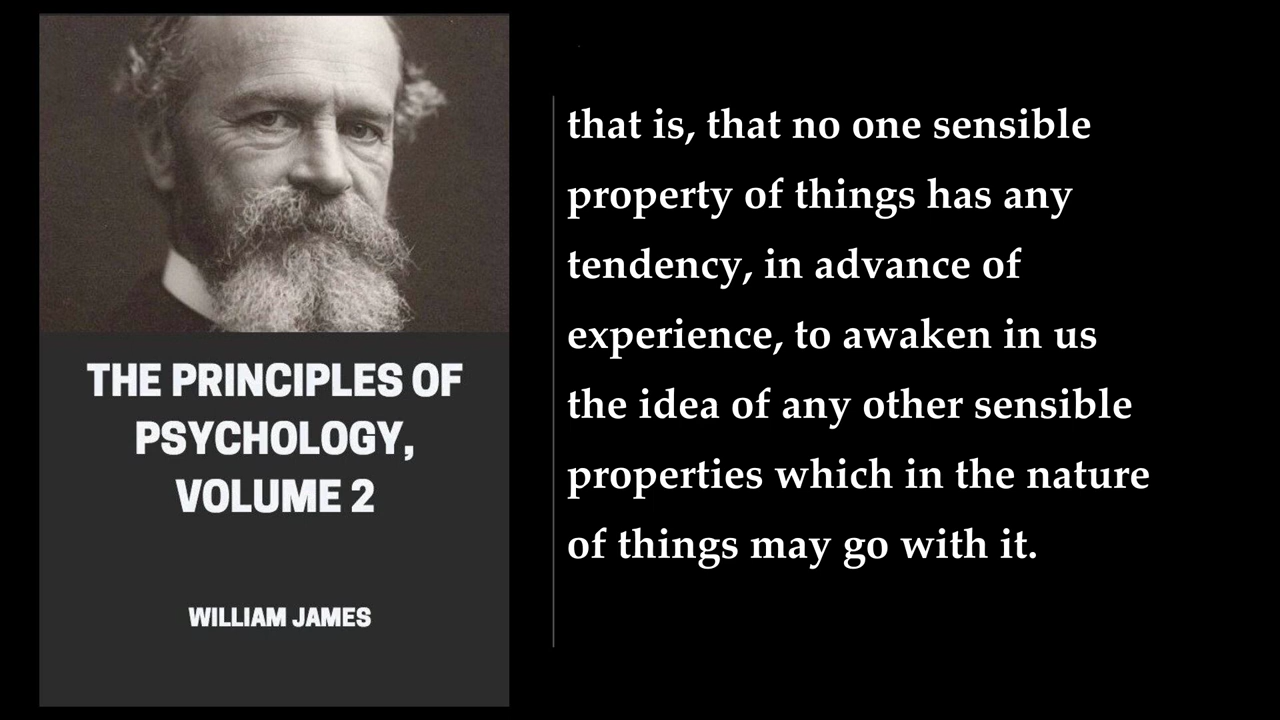 THE PRINCIPLES OF
PSYCHOLOGY,
VOLUME 2
WILLIAM JAMES
that is, that no one sensible
property of things has any
tendency, in advance of
experience, to awaken in us
the idea of any other sensible
properties which in the nature
of things may go with it.